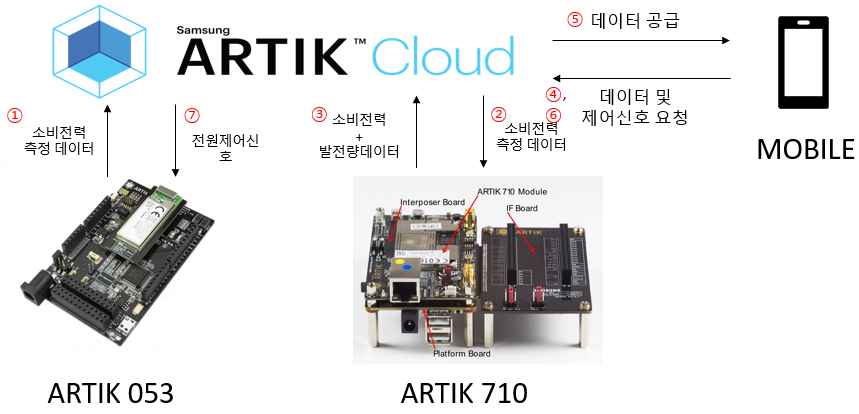 Samsung
ARTIK™ Cloud
⑤ 데이터 공급
④,
⑥
데이터 및
제어신호 요청
MOBILE
①
소비전력
측정 데이터
⑦
전원제어신
호
③
소비전력
+
발전량데이터
②
소비전력
측정 데이터
ARTIK 710 Module
Interposer Board
IF Board
ARTIK
Platform Board
ARTIK 053
ARTIK 710